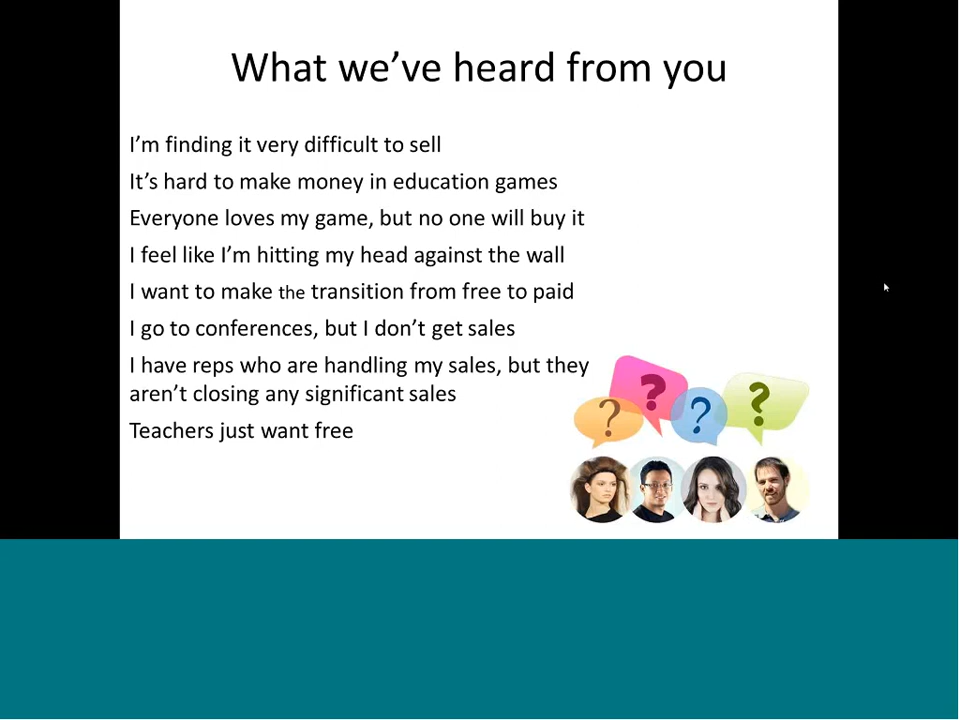 What we’ve heard from you
I’m finding it very difficult to sell
It’s hard to make money in education games
Everyone loves my game, but no one will buy it
I feel like I’m hitting my head against the wall
I want to make the transition from free to paid
I go to conferences, but I don’t get sales
I have reps who are handling my sales, but they
aren’t closing any significant sales
Teachers just want free
? ? ? ?